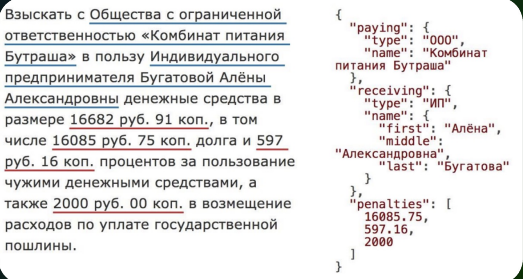 Взыскать с Общества с ограниченной
ответственностью «Комбинат питания
Бутраша» в пользу Индивидуального
предпринимателя Бугатовой Алёны
Александровны денежные средства в
размере 16682 руб. 91 коп., в том
числе 16085 руб. 75 коп. долга и 597
руб. 16 коп. процентов за пользование
чужими денежными средствами, а
также 2000 руб. 00 коп. в возмещение
расходов по уплате государственной
пошлины.
{
"paying": {
"type": "ООО",
"name": "Комбинат
питания Бутраша"
},
"receiving": {
"type": "ИП",
"name": {
"first": "Алёна",
"middle":
"Александровна",
"last": "Бугатова"
}
},
"penalties": [
16085.75,
597.16,
2000
]
}